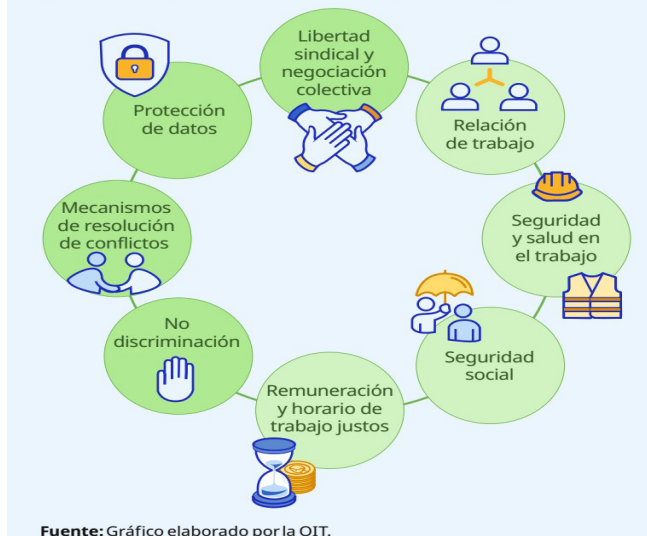 Libertad
sindical y
negociación
colectiva
Relación
de trabajo
Seguridad
y salud en
el trabajo
Seguridad
social
Remuneración
y horario de
trabajo justos
No
discriminación
Mecanismos
de resolución
de conflictos
Protección
de datos
Fuente: Gráfico elaborado por la OIT.